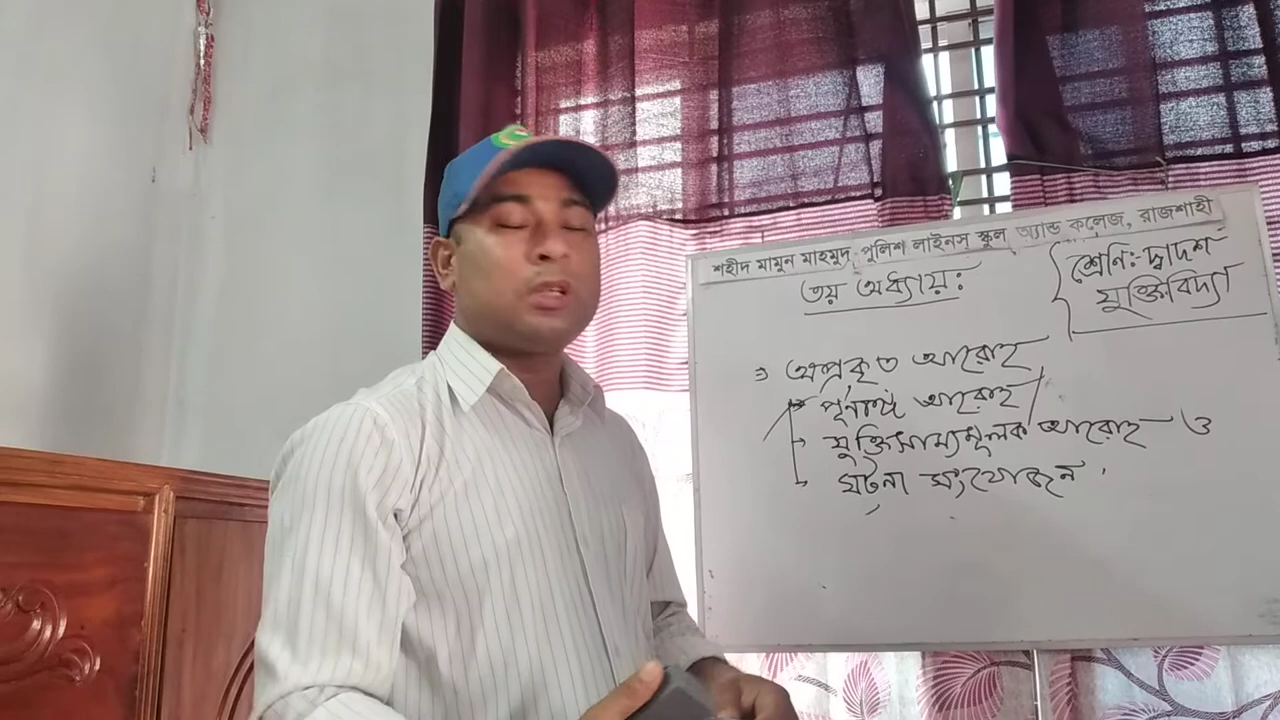 শহীদ মামুন মাহমুদ পুলিশ লাইনস্ স্কুল অ্যান্ড কলেজ, রাজশাহী
শ্রেণি:- দ্বাদশ
যুক্তিবিদ্যা
৩য় অধ্যায়:
অপ্রকৃত আরোহ
পূর্ণাঙ্গ আরোহ
যুক্তিসাম্যমূলক আরোহ ও
ঘটনা সংযোজন